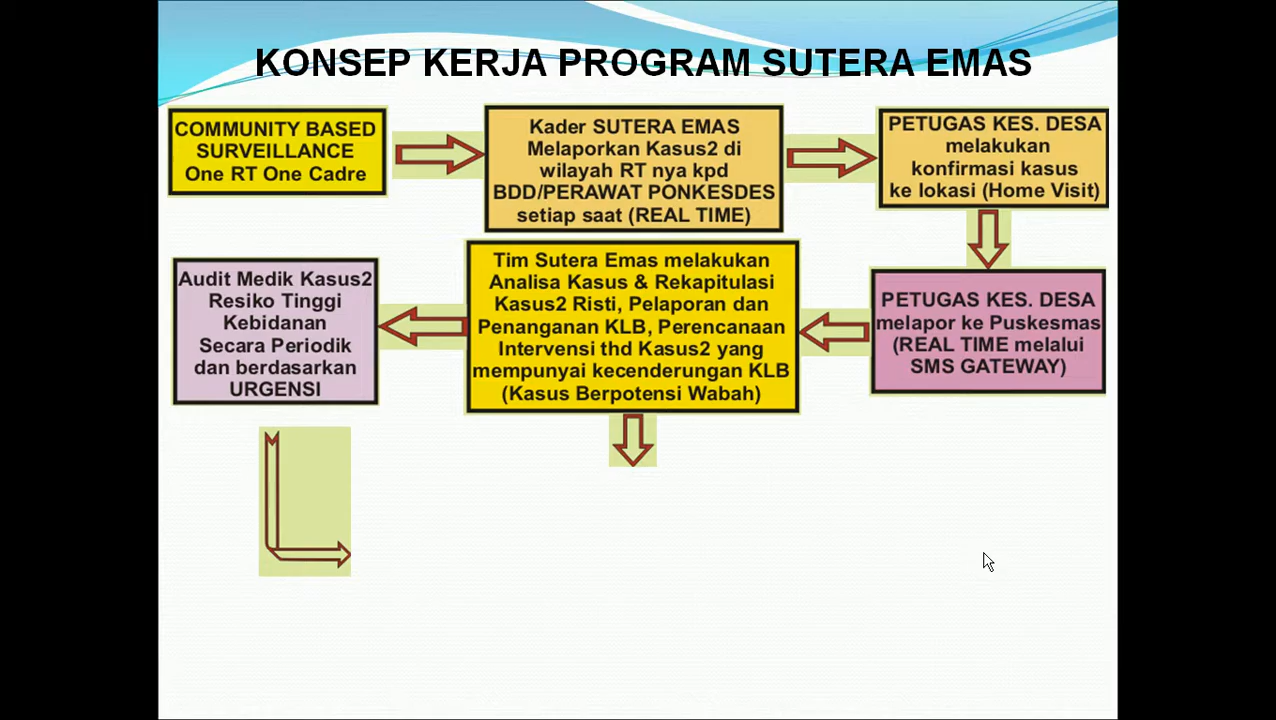 KONSEP KERJA PROGRAM SUTERA EMAS
COMMUNITY BASED
SURVEILLANCE
One RT One Cadre
Kader SUTERA EMAS
Melaporkan Kasus2 di
wilayah RT nya kpd
BDD/PERAWAT PONKESDES
setiap saat (REAL TIME)
PETUGAS KES. DESA
melakukan
konfirmasi kasus
ke lokasi (Home Visit)
PETUGAS KES. DESA
melapor ke Puskesmas
(REAL TIME melalui
SMS GATEWAY)
Tim Sutera Emas melakukan
Analisa Kasus & Rekapitulasi
Kasus2 Risti, Pelaporan dan
Penanganan KLB, Perencanaan
Intervensi thd Kasus2 yang
mempunyai kecenderungan KLB
(Kasus Berpotensi Wabah)
Audit Medik Kasus2
Resiko Tinggi
Kebidanan
Secara Periodik
dan berdasarkan
URGENSI